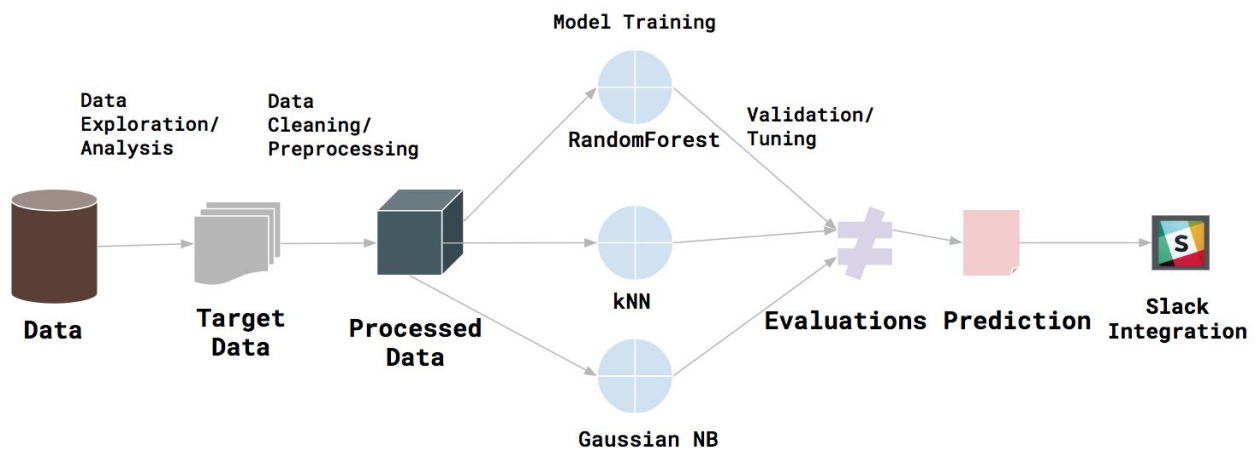 Model Training
Data
Exploration/
Analysis
Data
Cleaning/
Preprocessing
Validation/
Tuning
RandomForest
S
Data
Target
Data
Processed
Data
kNN
Evaluations
Prediction
Slack
Integration
Gaussian NB